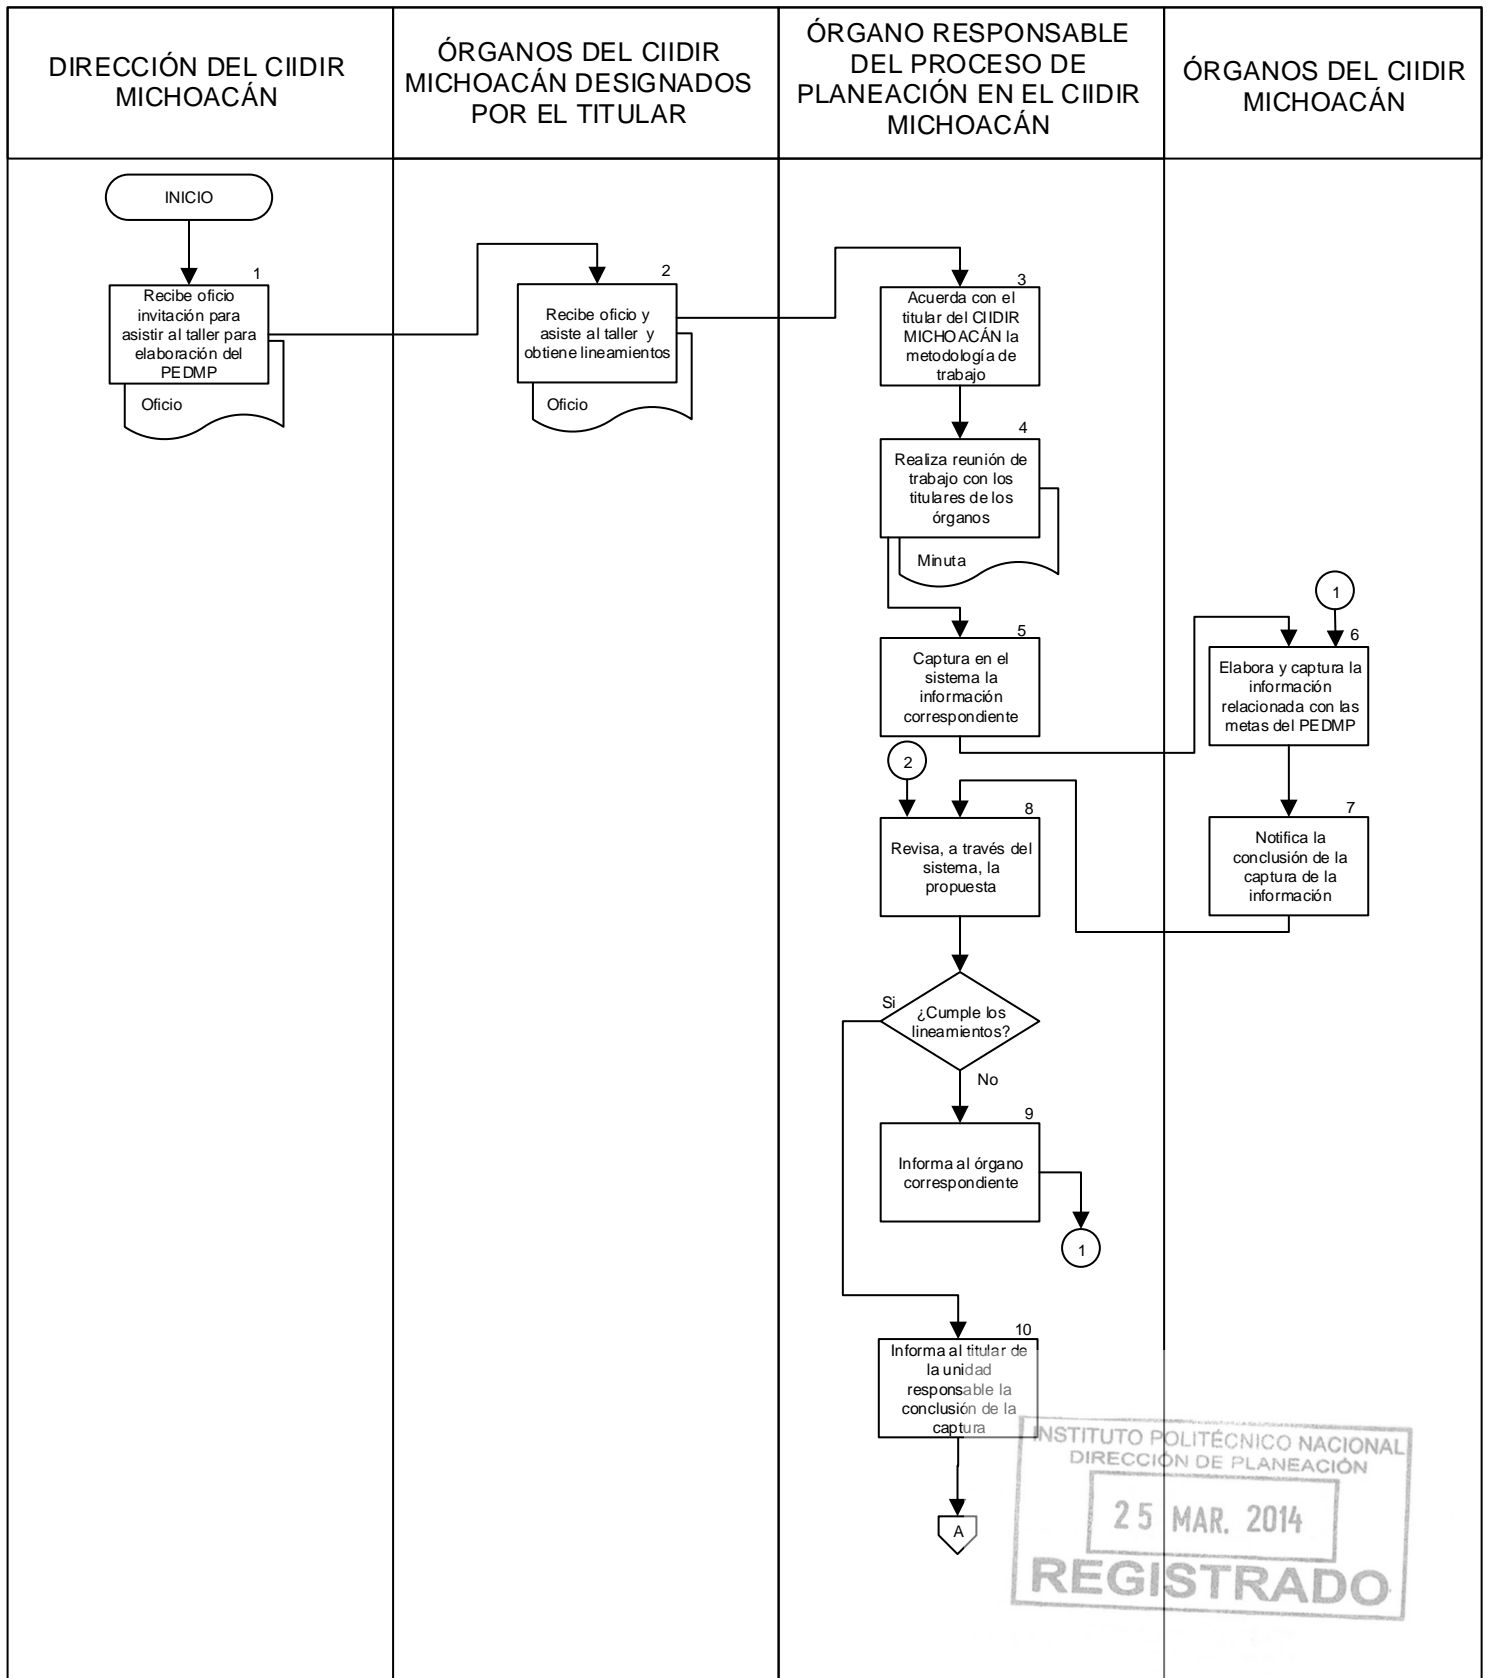 DIRECCIÓN DEL CIIDIR
MICHOACÁN
ÓRGANOS DEL CIIDIR
MICHOACÁN DESIGNADOS
POR EL TITULAR
ÓRGANO RESPONSABLE
DEL PROCESO DE
PLANEACIÓN EN EL CIIDIR
MICHOACÁN
ÓRGANOS DEL CIIDIR
MICHOACÁN
INICIO
1
Recibe oficio
invitación para
asistir al taller para
elaboración del
PEDMP
Oficio
2
Recibe oficio y
asiste al taller y
obtiene lineamientos
Oficio
3
Acuerda con el
titular del CIIDIR
MICHOACÁN la
metodología de
trabajo
4
Realiza reunión de
trabajo con los
titulares de los
órganos
Minuta
5
Captura en el
sistema la
información
correspondiente
1
6
Elabora y captura la
información
relacionada con las
metas del PEDMP
7
Notifica la
conclusión de la
captura de la
información
2
8
Revisa, a través del
sistema, la
propuesta
¿Cumple los
lineamientos?
Si
No
9
Informa al órgano
correspondiente
1
10
Informa al titular de
la unidad
responsable la
conclusión de la
captura
A
INSTITUTO POLITÉCNICO NACIONAL
DIRECCIÓN DE PLANEACIÓN
25 MAR. 2014
REGISTRADO